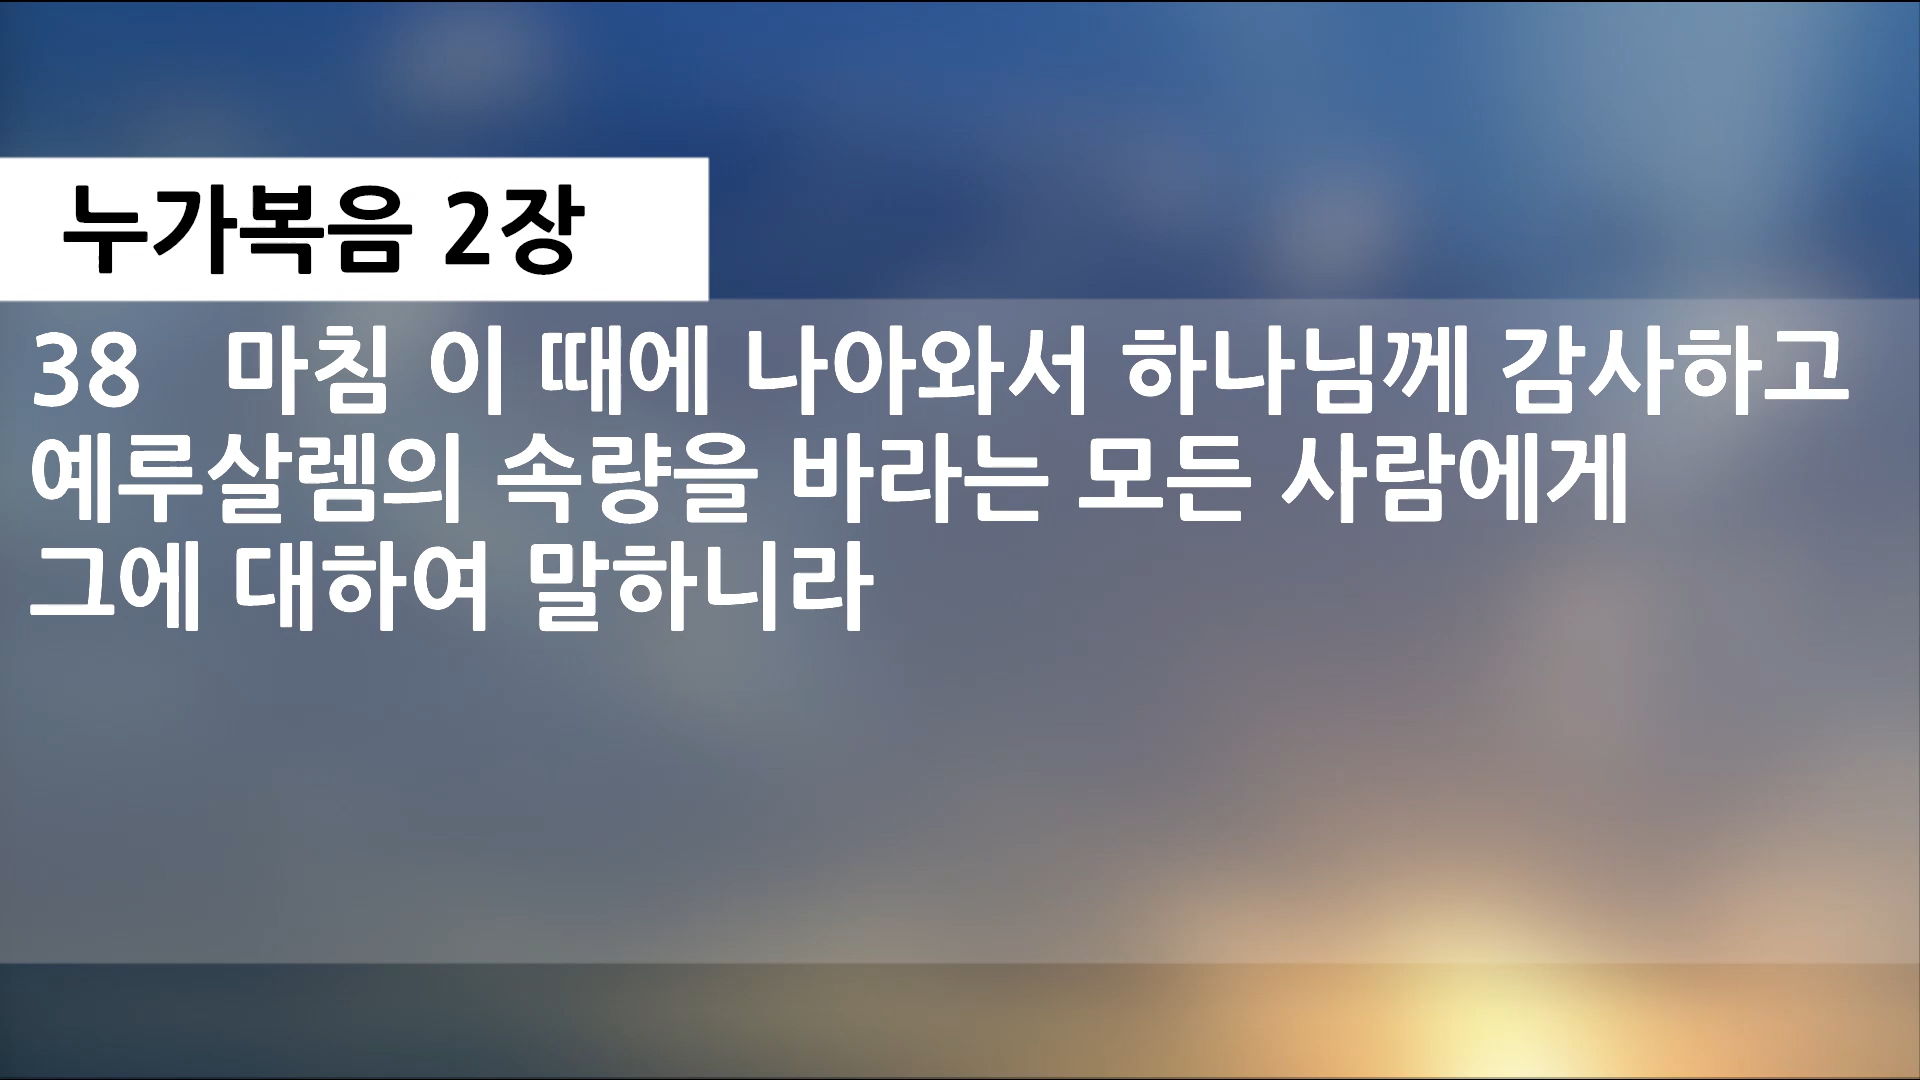 누가복음 2장
38 마침 이 때에 나아와서 하나님께 감사하고
예루살렘의 속량을 바라는 모든 사람에게
그에 대하여 말하니라